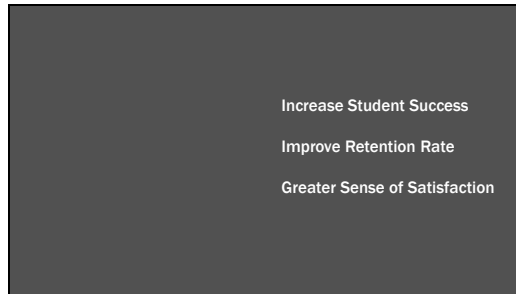 Increase Student Success
Improve Retention Rate
Greater Sense of Satisfaction